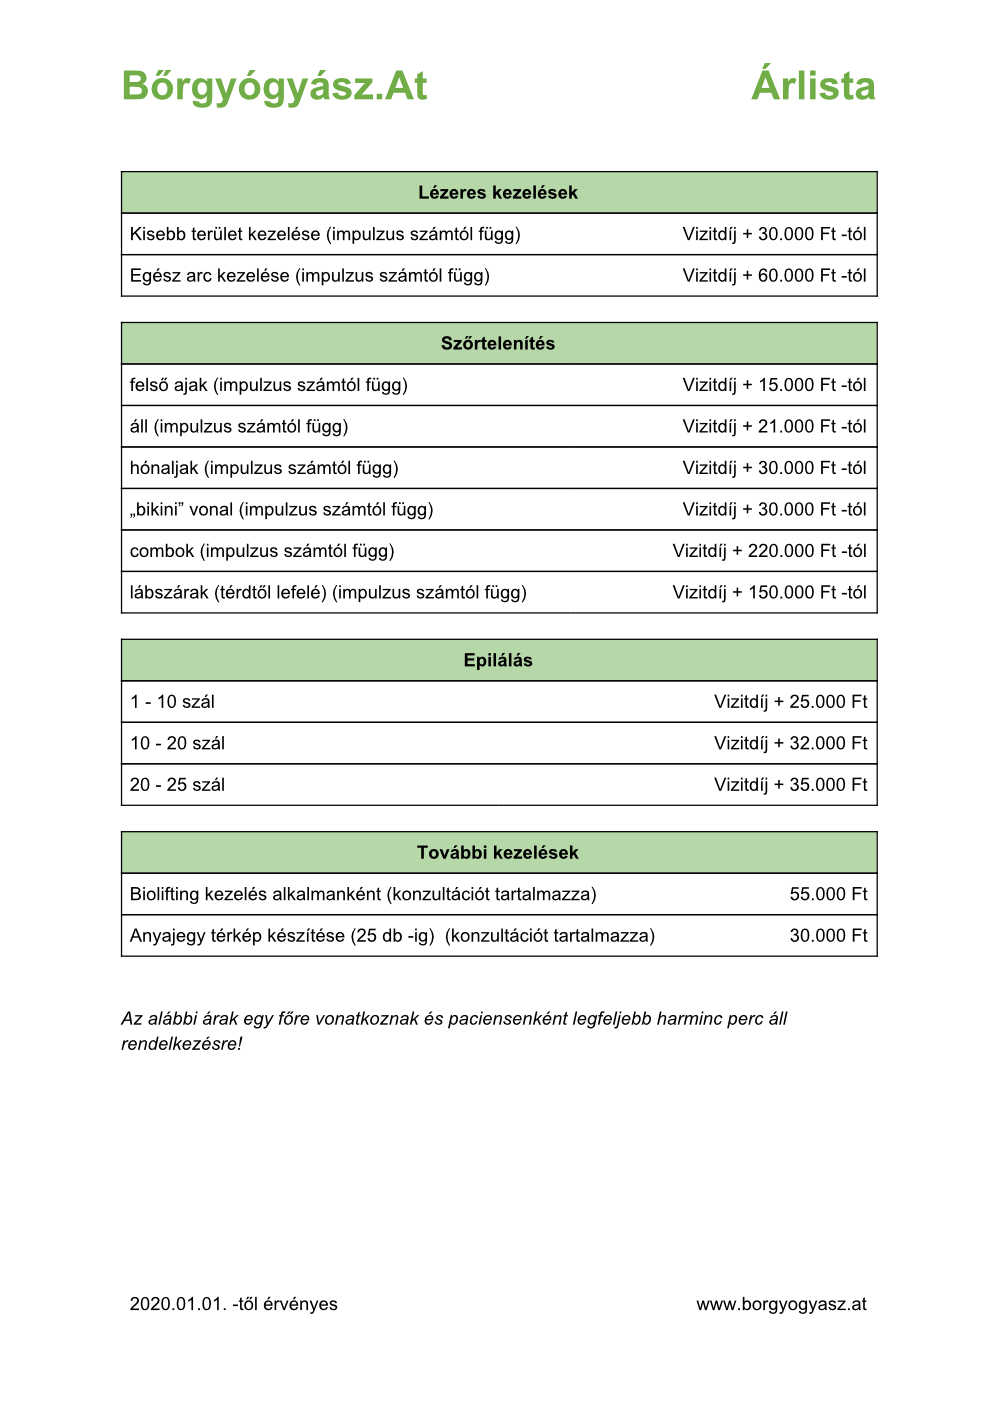 Bőrgyógyász.At Árlista
Lézeres kezelések
Kisebb terület kezelése (impulzus számtól függ) Vizitdíj + 30.000 Ft -tól
Egész arc kezelése (impulzus számtól függ) Vizitdíj + 60.000 Ft -tól
Szőrtelenítés
felső ajak (impulzus számtól függ) Vizitdíj + 15.000 Ft -tól
áll (impulzus számtól függ) Vizitdíj + 21.000 Ft -tól
hónaljak (impulzus számtól függ) Vizitdíj + 30.000 Ft -tól
„bikini” vonal (impulzus számtól függ) Vizitdíj + 30.000 Ft -tól
combok (impulzus számtól függ) Vizitdíj + 220.000 Ft -tól
lábszárak (térdtől lefelé) (impulzus számtól függ) Vizitdíj + 150.000 Ft -tól
Epilálás
1 - 10 szál Vizitdíj + 25.000 Ft
10 - 20 szál Vizitdíj + 32.000 Ft
20 - 25 szál Vizitdíj + 35.000 Ft
További kezelések
Biolifting kezelés alkalmanként (konzultációt tartalmazza) 55.000 Ft
Anyajegy térkép készítése (25 db -ig) (konzultációt tartalmazza) 30.000 Ft
Az alábbi árak egy főre vonatkoznak és paciensenként legfeljebb harminc perc áll
rendelkezésre!
2020.01.01. -től érvényes www.borgyogyasz.at